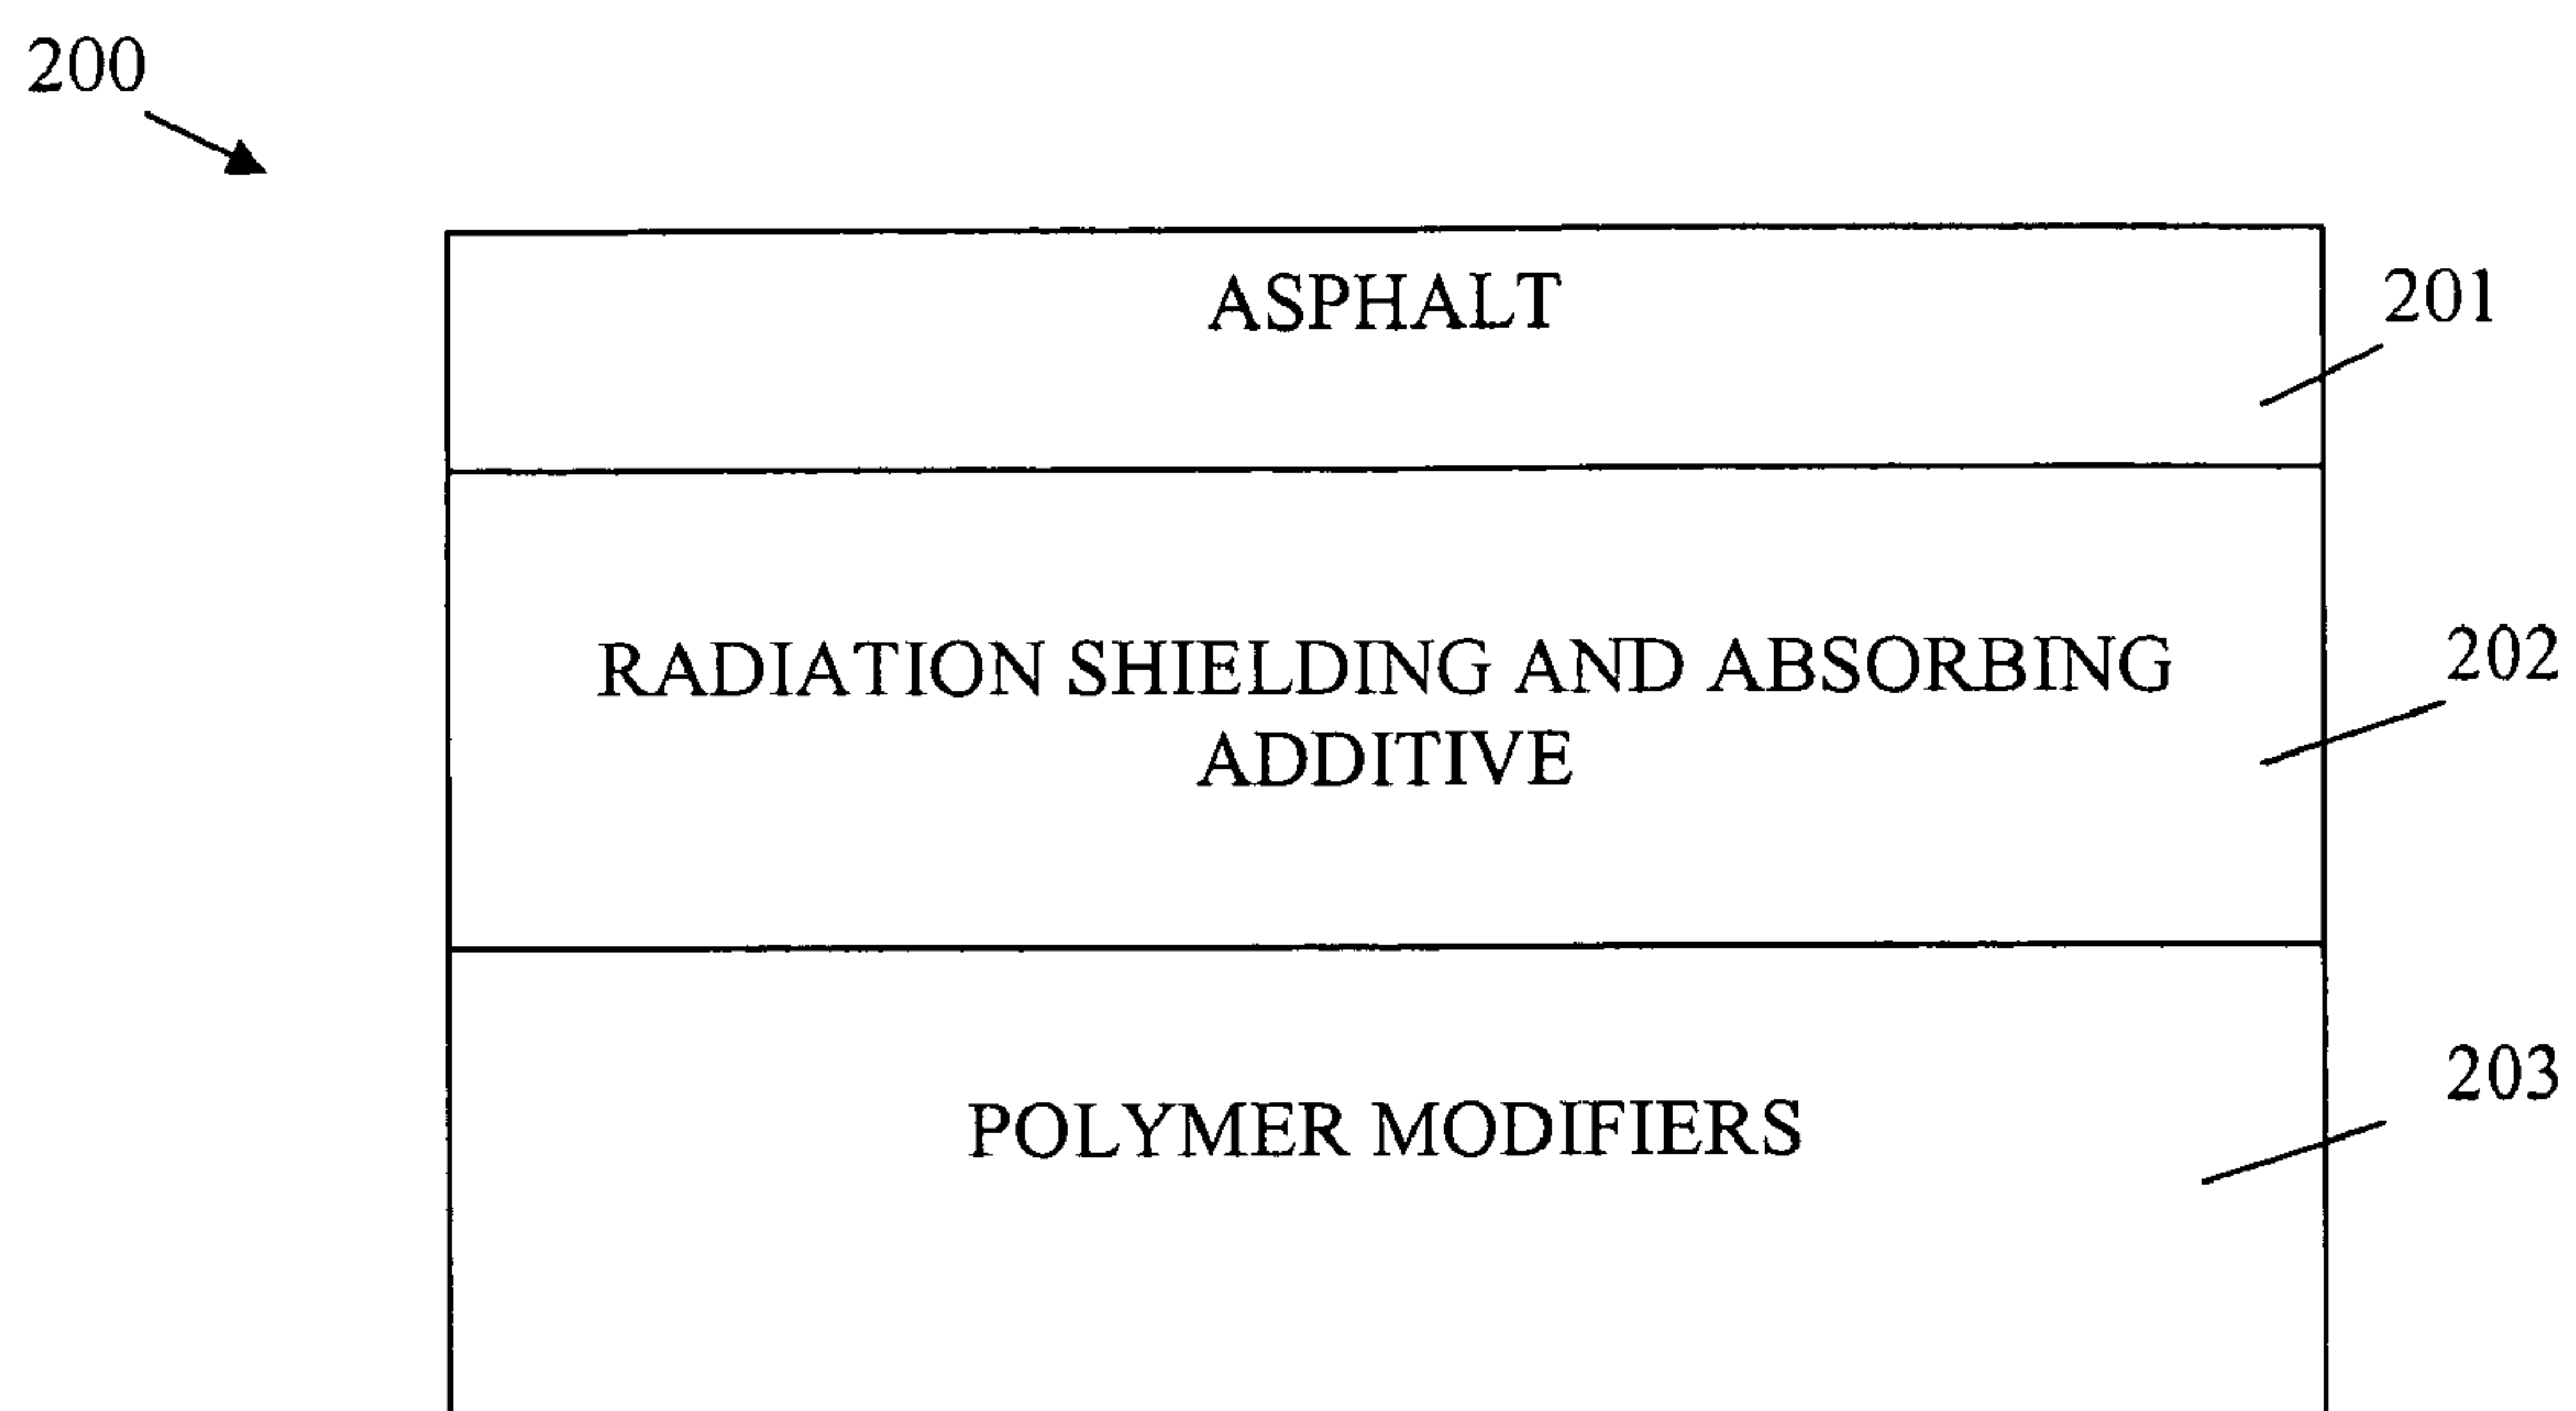 200
ASPHALT
201
RADIATION SHIELDING AND ABSORBING
ADDITIVE
202
POLYMER MODIFIERS
203